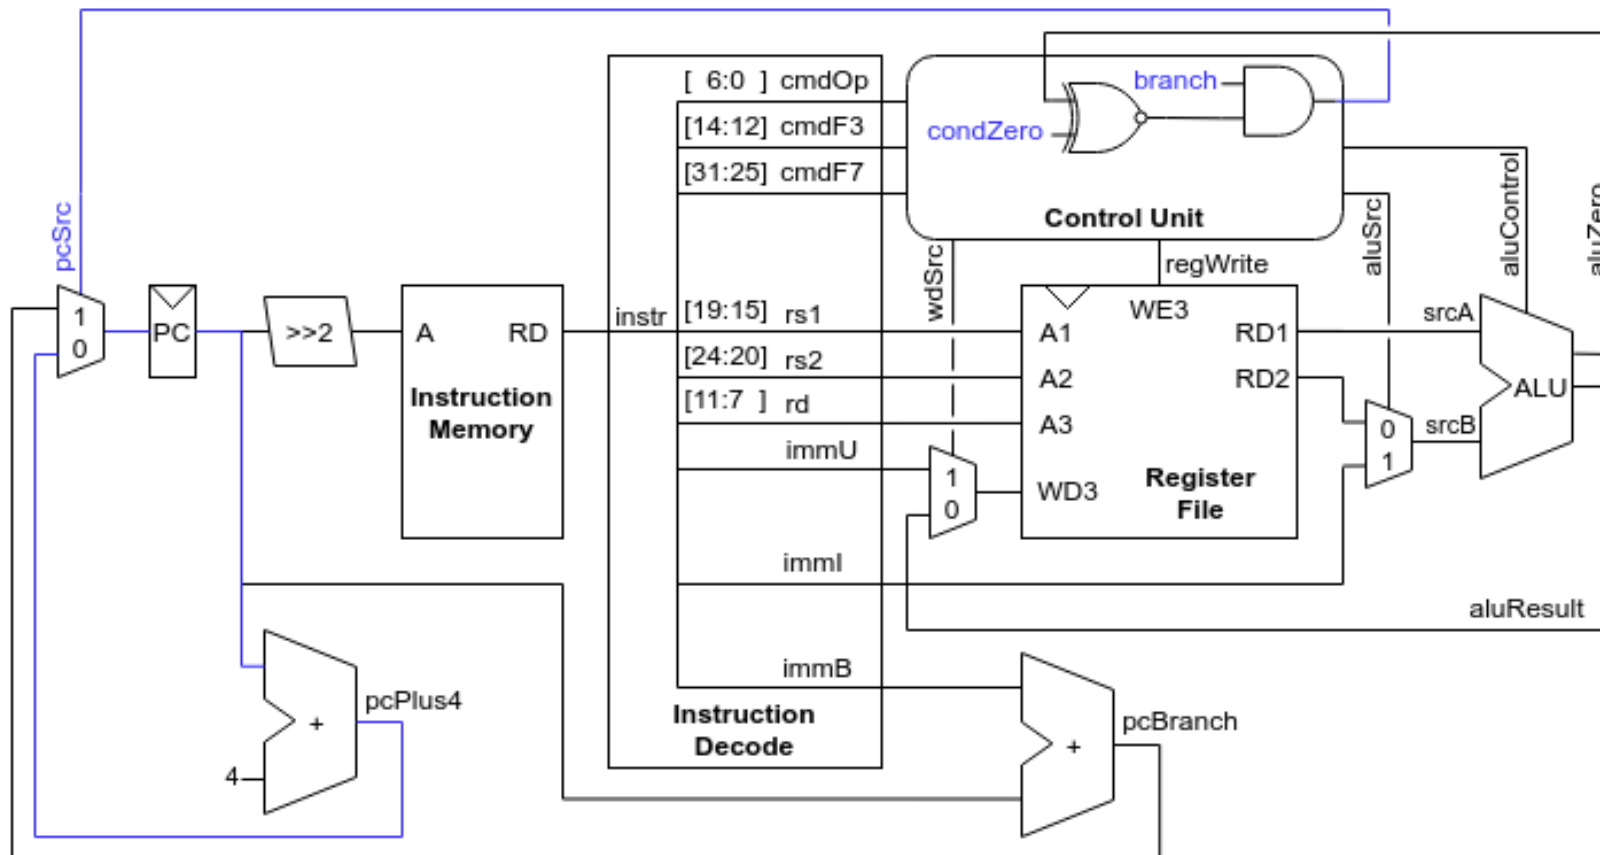 [ 6:0 ] cmdOp
[14:12] cmdF3
[31:25] cmdF7
branch
condZero
Control Unit
pcSrc
wdSrc
regWrite
aluSrc
aluControl
aluZero
1
0
PC
>>2
A
RD
Instruction
Memory
instr
[19:15] rs1
[24:20] rs2
[11:7 ] rd
immU
immI
immB
Instruction
Decode
1
0
A1
A2
A3
WD3
WE3
RD1
RD2
Register
File
srcA
srcB
0
1
ALU
aluResult
pcPlus4
+
4
pcBranch
+